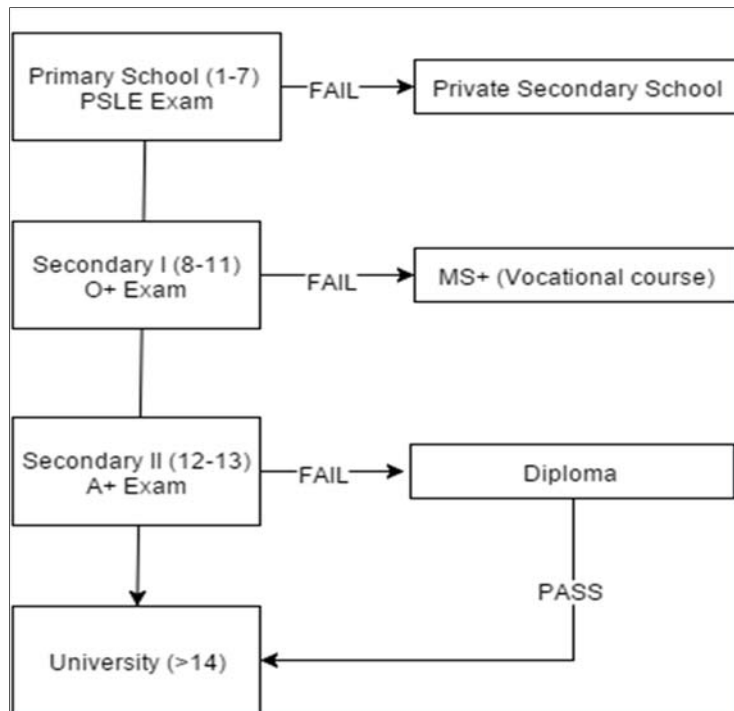 Primary School (1-7)
PSLE Exam
FAIL
Private Secondary School
Secondary I (8-11)
O+ Exam
FAIL
MS+ (Vocational course)
Secondary II (12-13)
A+ Exam
FAIL
Diploma
PASS
University (>14)